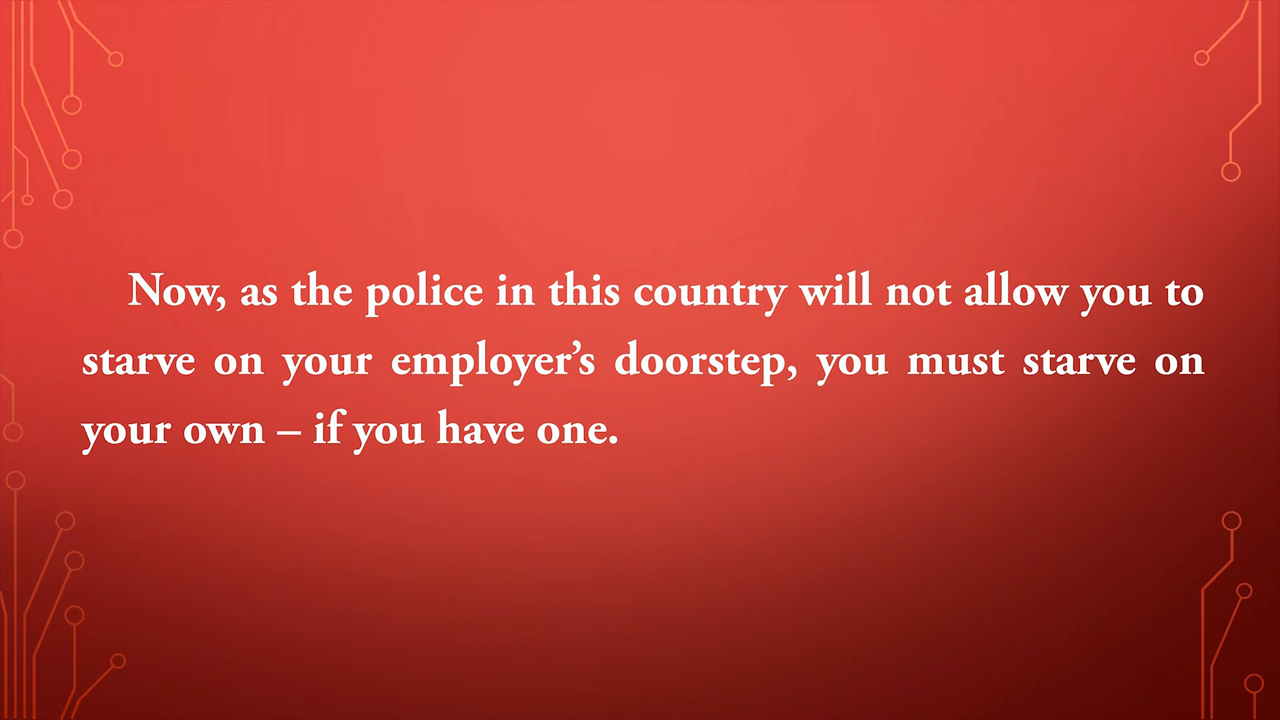 Now, as the police in this country will not allow you to
starve on your employer’s doorstep, you must starve on
your own – if you have one.